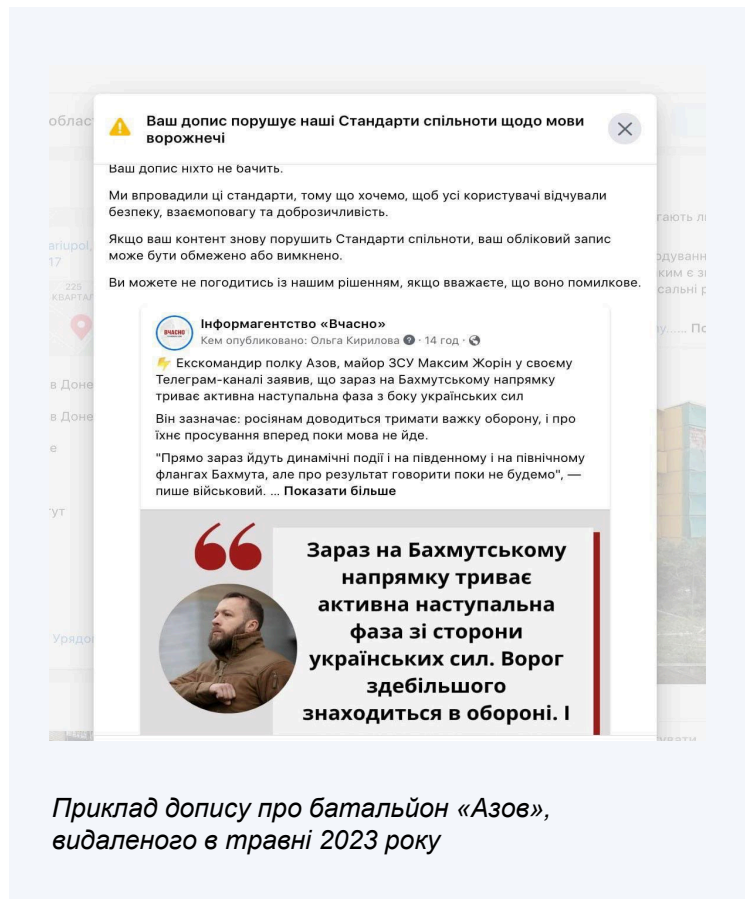 Ваш допис порушує наші Стандарти спільноти щодо мови
ворожнечі
Ваш допис ніхто не бачить.
Ми впровадили ці стандарти, тому що хочемо, щоб усі користувачі відчували
безпеку, взаємоповагу та доброзичливість.
Якщо ваш контент знову порушить Стандарти спільноти, ваш обліковий запис
може бути обмежено або вимкнено.
Ви можете не погодитись із нашим рішенням, якщо вважаєте, що воно помилкове.
ВЧАСНО
Інформагентство «Вчасно»
Кем опубликовано: Ольга Кирилова · 14 год ·
Екскомандир полку Азов, майор ЗСУ Максим Жорін у своєму
Телеграм-каналі заявив, що зараз на Бахмутському напрямку
триває активна наступальна фаза з боку українських сил
Він зазначає: росіянам доводиться тримати важку оборону, і про
їхнє просування вперед поки мова не йде.
"Прямо зараз йдуть динамічні події і на південному і на північному
флангах Бахмута, але про результат говорити поки не будемо", —
пише військовий. ... Показати більше
Зараз на Бахмутському
напрямку триває
активна наступальна
фаза зі сторони
українських сил. Ворог
здебільшого
знаходиться в обороні. І
Приклад допису про батальйон «Азов»,
видаленого в травні 2023 року